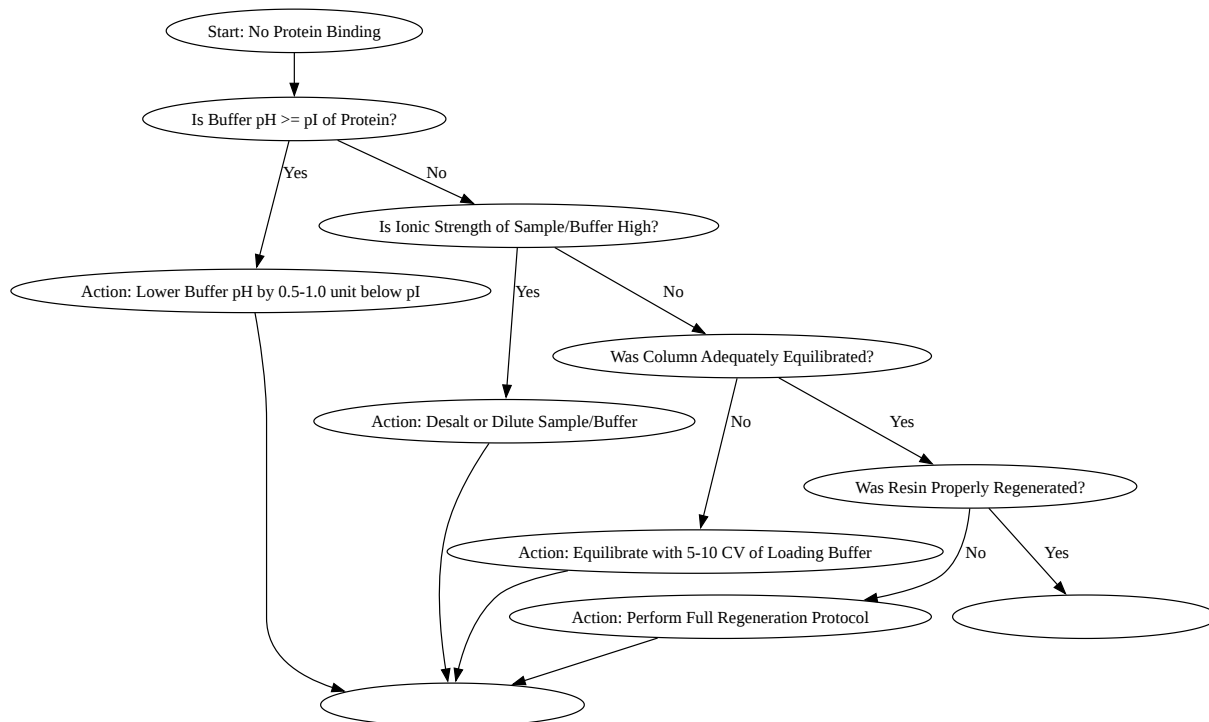 Start: No Protein Binding
Is Buffer pH >= pI of Protein?
Yes
No
Is Ionic Strength of Sample/Buffer High?
Action: Lower Buffer pH by 0.5-1.0 unit below pI
Yes
No
Was Column Adequately Equilibrated?
Action: Desalt or Dilute Sample/Buffer
No
Yes
Was Resin Properly Regenerated?
Action: Equilibrate with 5-10 CV of Loading Buffer
No
Yes
Action: Perform Full Regeneration Protocol